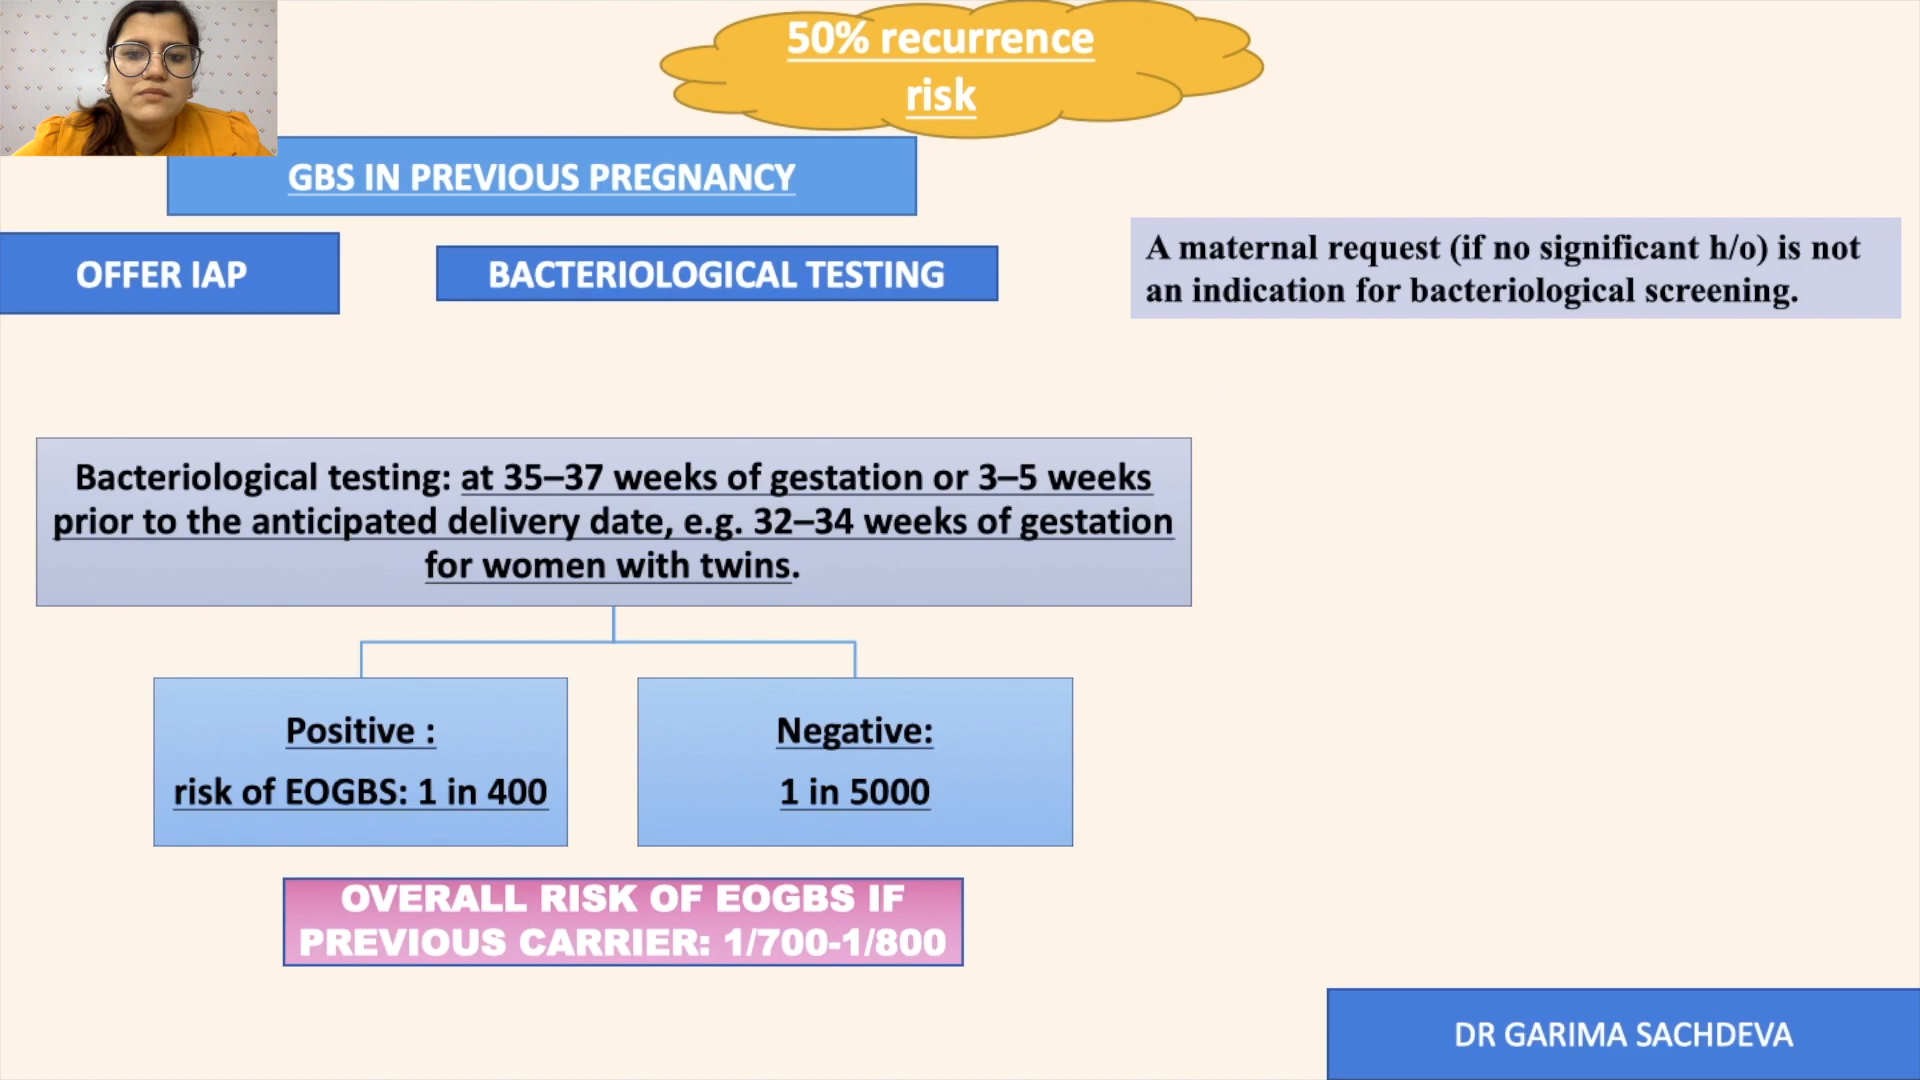 50% recurrence
risk
GBS IN PREVIOUS PREGNANCY
OFFER IAP
BACTERIOLOGICAL TESTING
A maternal request (if no significant h/o) is not
an indication for bacteriological screening.
Bacteriological testing: at 35–37 weeks of gestation or 3–5 weeks
prior to the anticipated delivery date, e.g. 32–34 weeks of gestation
for women with twins.
Positive :
risk of EOGBS: 1 in 400
Negative:
1 in 5000
OVERALL RISK OF EOGBS IF
PREVIOUS CARRIER: 1/700-1/800
DR GARIMA SACHDEVA